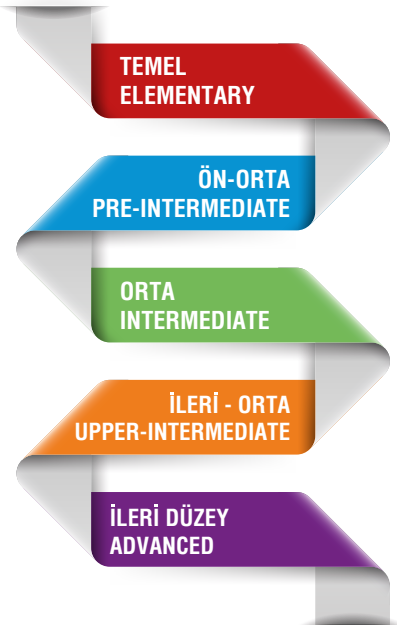 TEMEL
ELEMENTARY
ÖN-ORTA
PRE-INTERMEDIATE
ORTA
INTERMEDIATE
İLERİ - ORTA
UPPER-INTERMEDIATE
İLERİ DÜZEY
ADVANCED